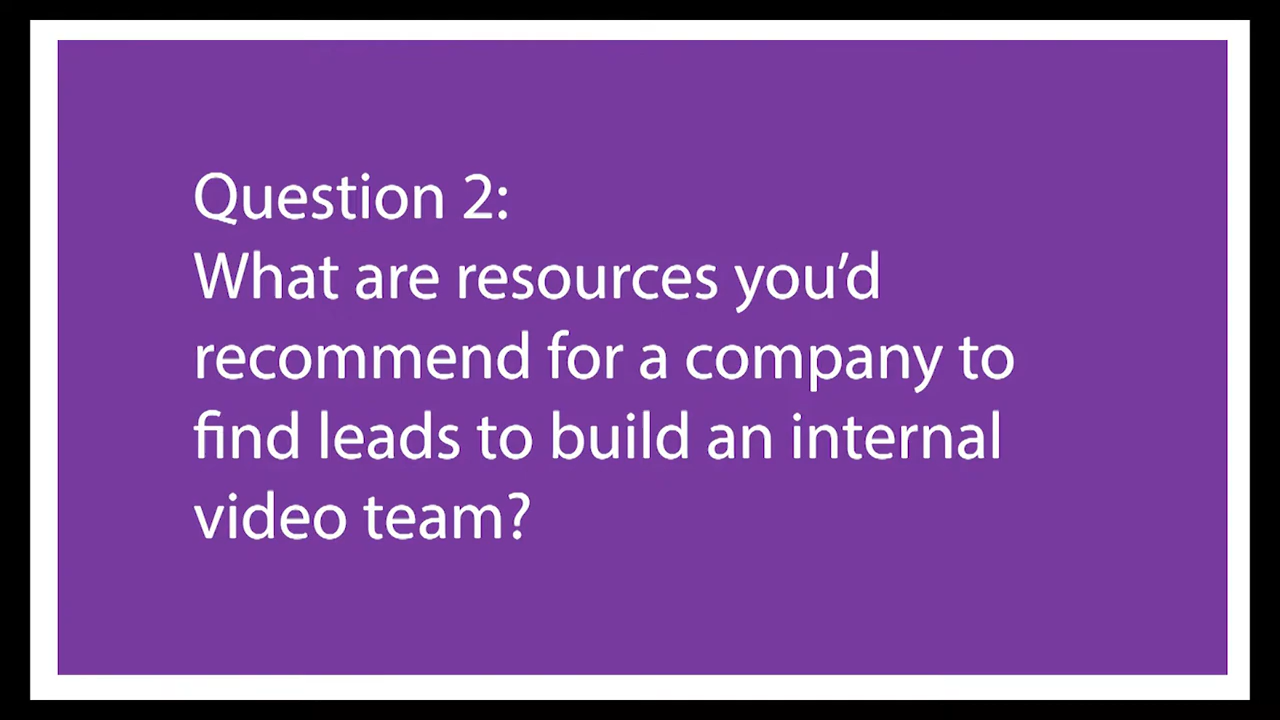 Question 2:
What are resources you’d
recommend for a company to
find leads to build an internal
video team?